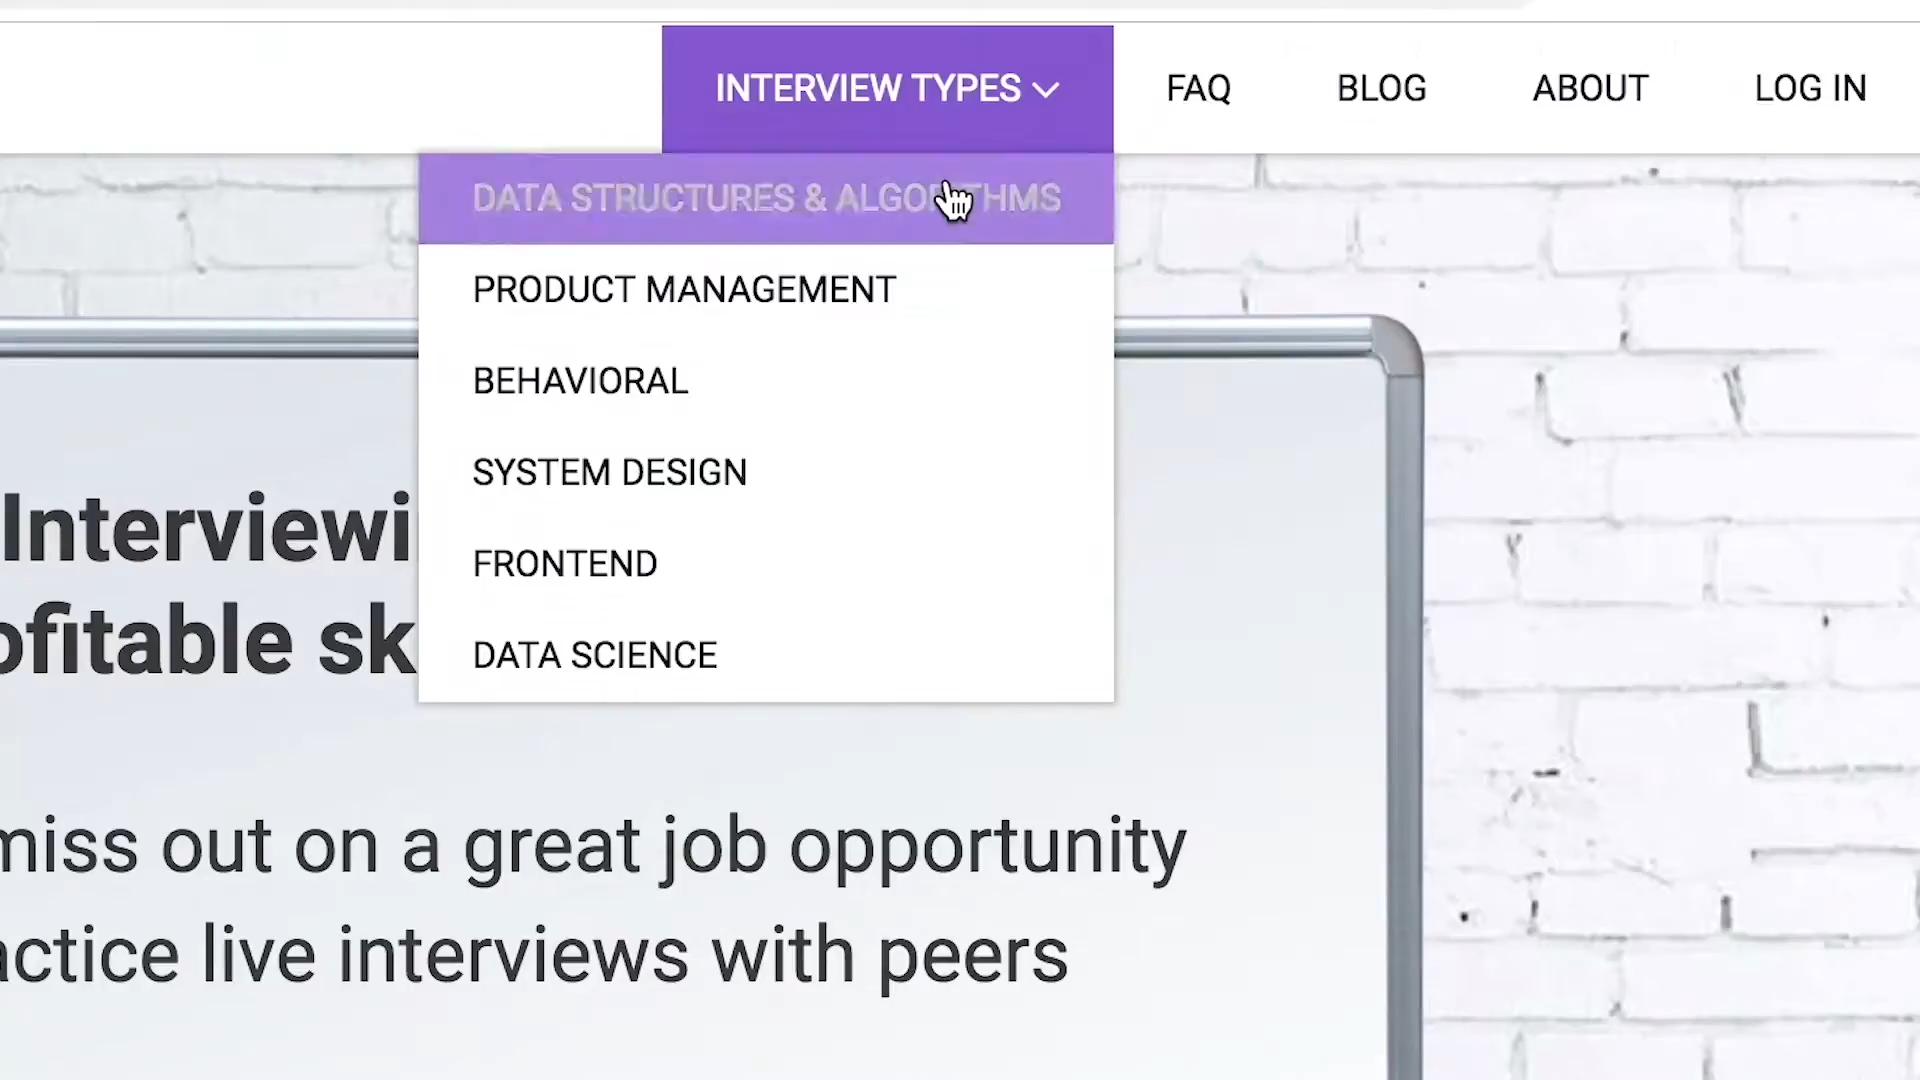 INTERVIEW TYPES FAQ BLOG ABOUT LOG IN
DATA STRUCTURES & ALGORITHMS
PRODUCT MANAGEMENT
BEHAVIORAL
SYSTEM DESIGN
FRONTEND
DATA SCIENCE
Interviewi
ofitable sk
miss out on a great job opportunity
actice live interviews with peers